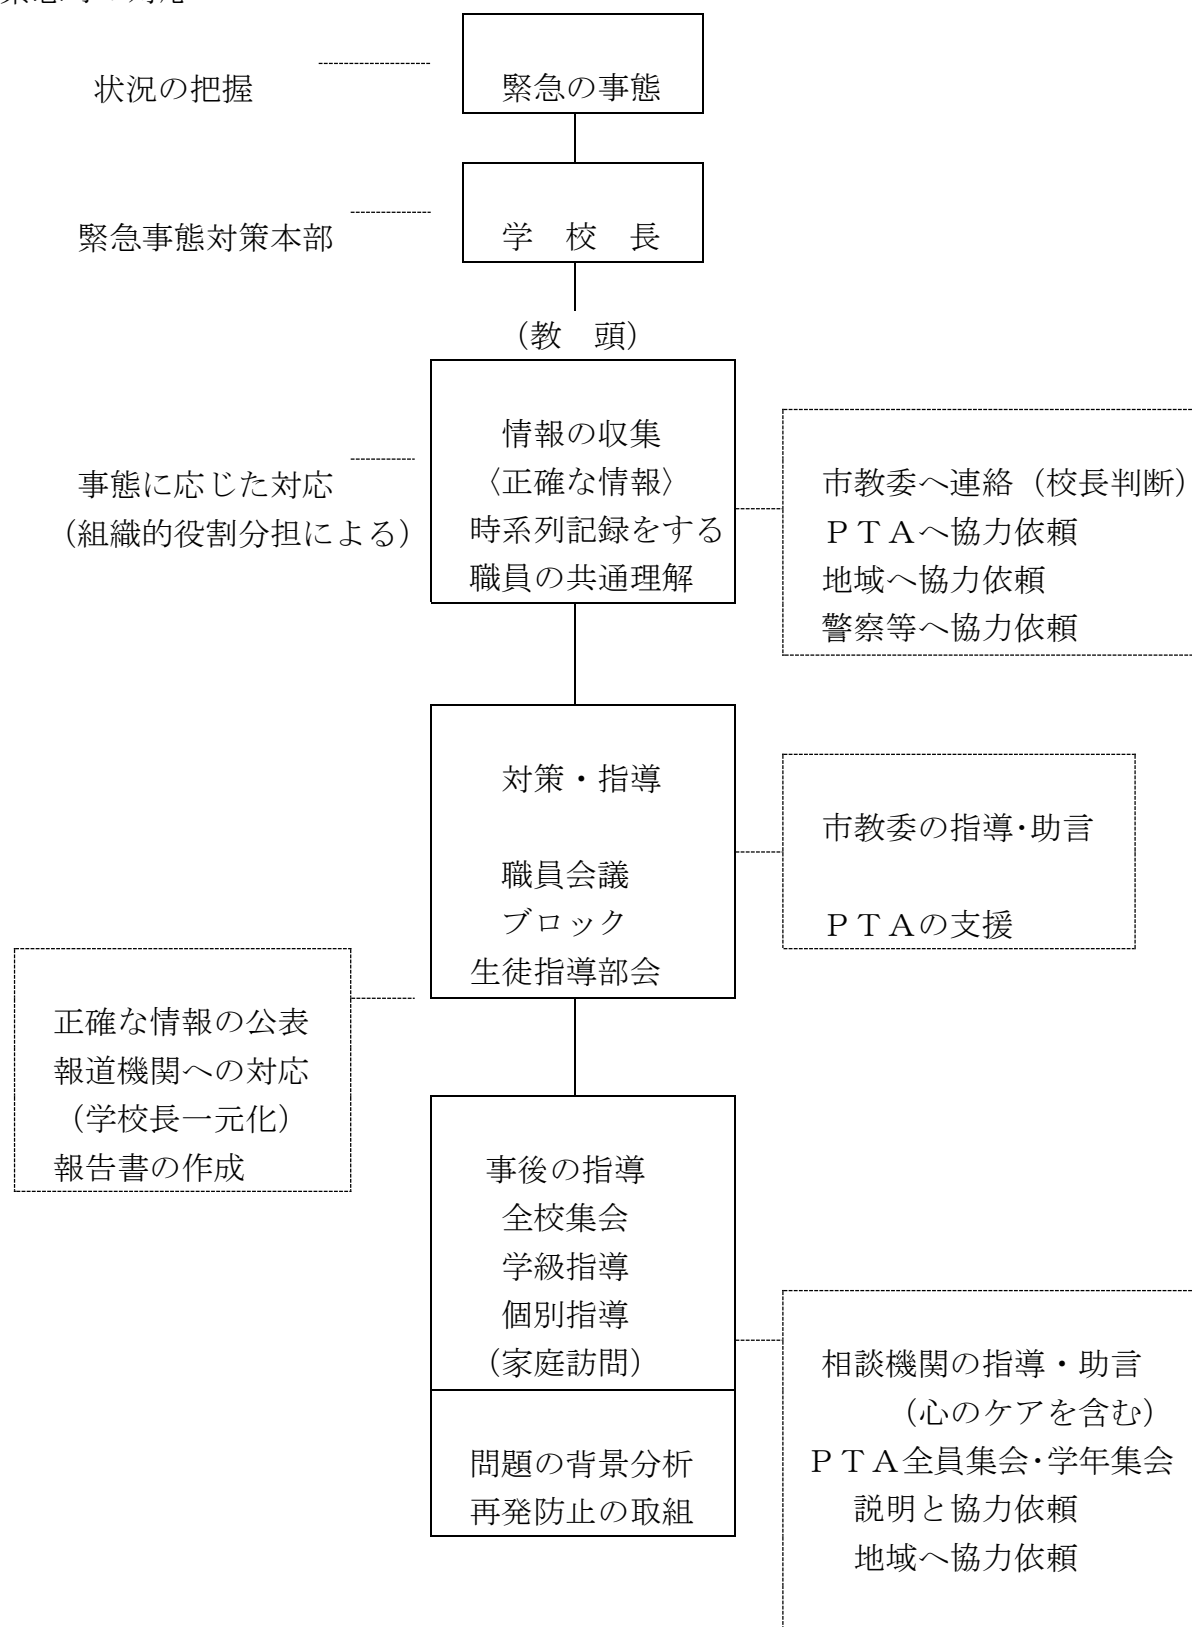 状況の把握
緊急の事態
緊急事態対策本部
学　校　長
（教　頭）
情報の収集
〈正確な情報〉
時系列記録をする
職員の共通理解
事態に応じた対応
（組織的役割分担による）
市教委へ連絡（校長判断）
ＰＴＡへ協力依頼
地域へ協力依頼
警察等へ協力依頼
対策・指導
職員会議
ブロック
生徒指導部会
市教委の指導・助言
ＰＴＡの支援
正確な情報の公表
報道機関への対応
（学校長一元化）
報告書の作成
事後の指導
全校集会
学級指導
個別指導
（家庭訪問）
問題の背景分析
再発防止の取組
相談機関の指導・助言
（心のケアを含む）
ＰＴＡ全員集会・学年集会
説明と協力依頼
地域へ協力依頼